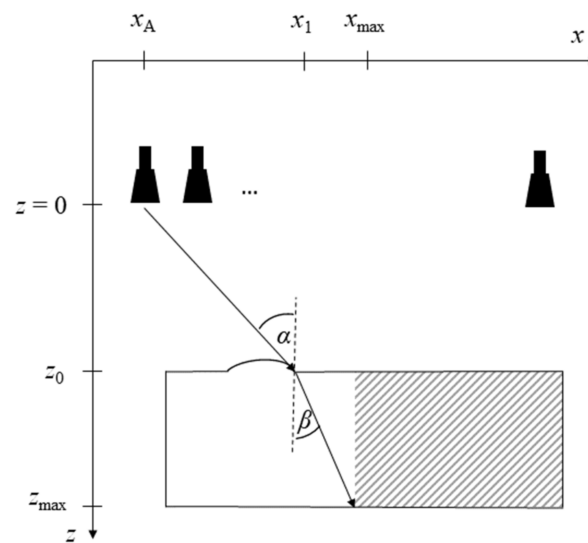 x_A x_1 x_max x
...
z = 0
α
z_0
β
z_max
z